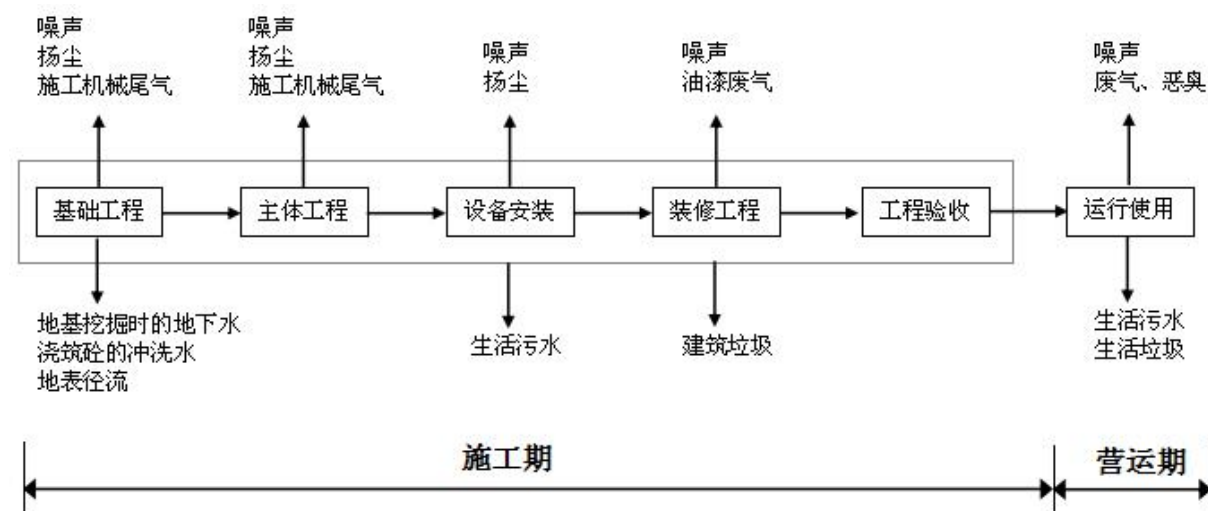 噪声
扬尘
施工机械尾气
噪声
扬尘
施工机械尾气
噪声
扬尘
噪声
油漆废气
噪声
废气、恶臭
基础工程
主体工程
设备安装
装修工程
工程验收
运行使用
地基挖掘时的地下水
浇筑砼的冲洗水
地表径流
生活污水
建筑垃圾
生活污水
生活垃圾
施工期
营运期